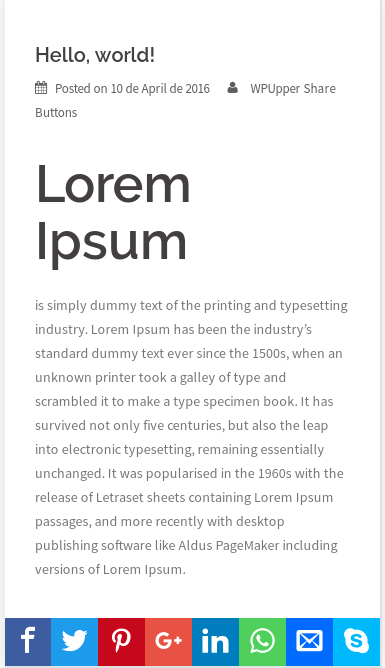 Hello, world!
Posted on 10 de April de 2016 WPUpper Share
Buttons
Lorem
Ipsum
is simply dummy text of the printing and typesetting
industry. Lorem Ipsum has been the industry’s
standard dummy text ever since the 1500s, when an
unknown printer took a galley of type and
scrambled it to make a type specimen book. It has
survived not only five centuries, but also the leap
into electronic typesetting, remaining essentially
unchanged. It was popularised in the 1960s with the
release of Letraset sheets containing Lorem Ipsum
passages, and more recently with desktop
publishing software like Aldus PageMaker including
versions of Lorem Ipsum.